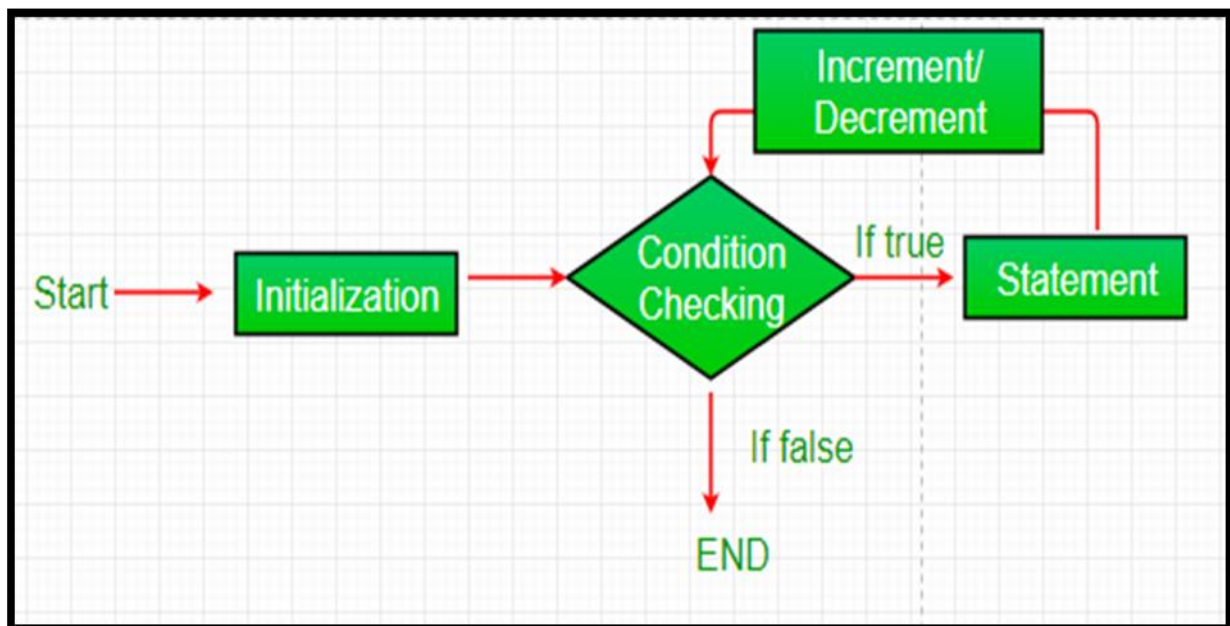 Increment/
Decrement
Condition
Checking
If true
Statement
Start
Initialization
If false
END